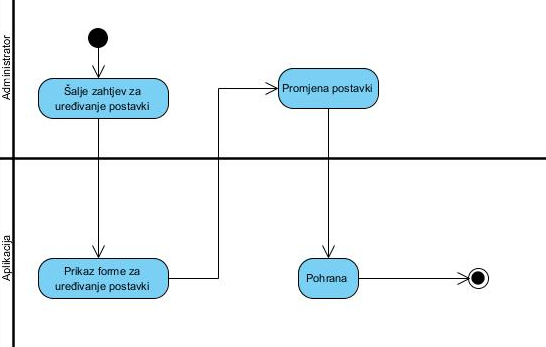 Administrator
Šalje zahtjev za
uređivanje postavki
Promjena postavki
Aplikacija
Prikaz forme za
uređivanje postavki
Pohrana